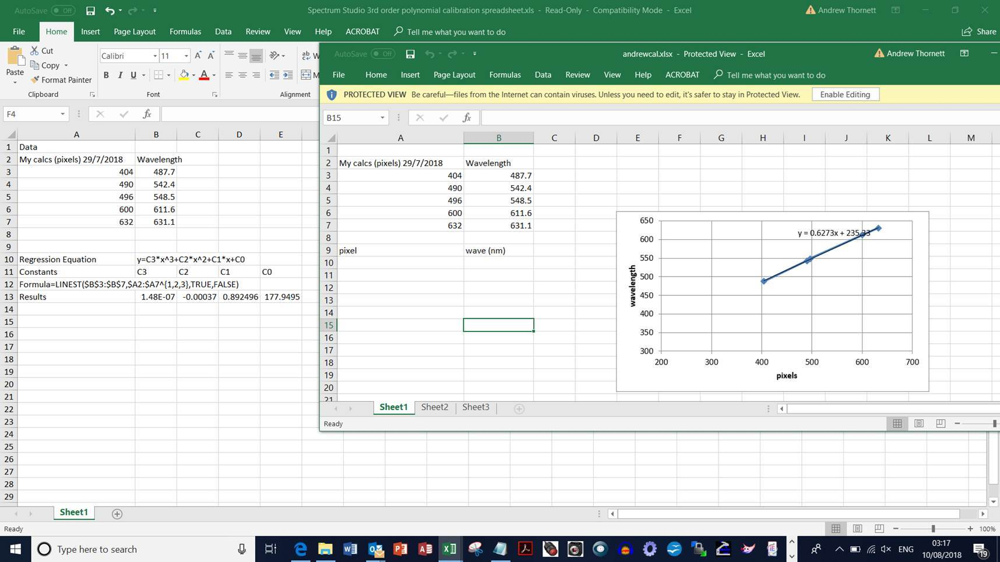 AutoSave Off Spectrum Studio 3rd order polynomial calibration spreadsheet.xls - Read-Only - Compatibility Mode - Excel Andrew Thornett
File Home Insert Page Layout Formulas Data Review View Help ACROBAT Tell me what you want to do Share
Cut
Copy
Format Painter
Paste
Clipboard
Calibri 11 A A
B I U A
Font
ab W
M
Alignment
F4 fx
A B C D E
1 Data
2 My calcs (pixels) 29/7/2018 Wavelength
3 404 487.7
4 490 542.4
5 496 548.5
6 600 611.6
7 632 631.1
8
9
10 Regression Equation y=C3*x^3+C2*x^2+C1*x+C0
11 Constants C3 C2 C1 C0
12 Formula=LINEST($B$3:$B$7,$A2:$A7^{1,2,3},TRUE,FALSE)
13 Results 1.48E-07 -0.00037 0.892496 177.9495
14
15
16
17
18
19
20
21
22
23
24
25
26
27
28
29
Sheet1
Ready
100%
AutoSave Off andrewcal.xlsx - Protected View - Excel Andrew Thornett
File Home Insert Page Layout Formulas Data Review View Help ACROBAT Tell me what you want to do
PROTECTED VIEW Be careful—files from the Internet can contain viruses. Unless you need to edit, it's safer to stay in Protected View. Enable Editing
B15 fx
A B C D E F G H I J K L M
1
2 My calcs (pixels) 29/7/2018 Wavelength
3 404 487.7
4 490 542.4
5 496 548.5
6 600 611.6
7 632 631.1
8
9 pixel wave (nm)
10
11
12
13
14
15
16
17
18
19
20
21
y = 0.6273x + 235.33
650
600
550
500
450
400
350
300
wavelength
200 300 400 500 600 700
pixels
Sheet1 Sheet2 Sheet3
Ready
Type here to search
ENG
03:17
10/08/2018
19